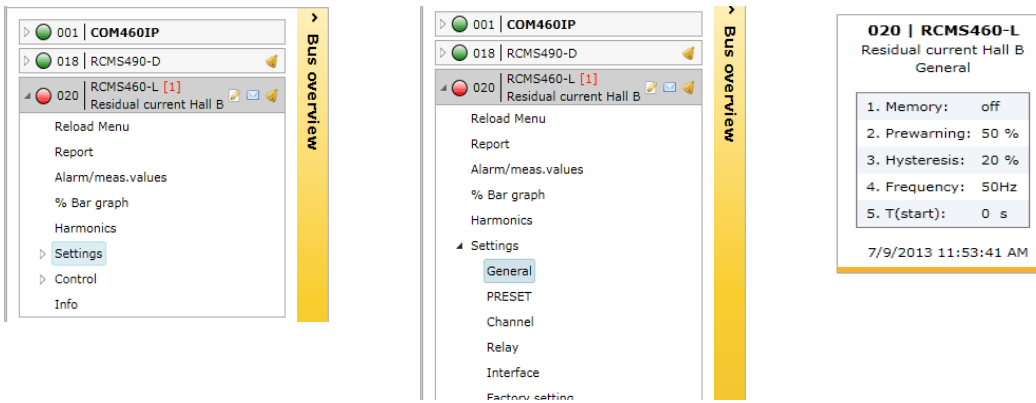 001 COM460IP
018 RCMS490-D
020 RCMS460-L [1]
Residual current Hall B
Reload Menu
Report
Alarm/meas.values
% Bar graph
Harmonics
Settings
Control
Info
Bus overview
001 COM460IP
018 RCMS490-D
020 RCMS460-L [1]
Residual current Hall B
Reload Menu
Report
Alarm/meas.values
% Bar graph
Harmonics
Settings
General
PRESET
Channel
Relay
Interface
Factory setting
Bus overview
020 | RCMS460-L
Residual current Hall B
General
1. Memory: off
2. Prewarning: 50 %
3. Hysteresis: 20 %
4. Frequency: 50Hz
5. T(start): 0 s
7/9/2013 11:53:41 AM